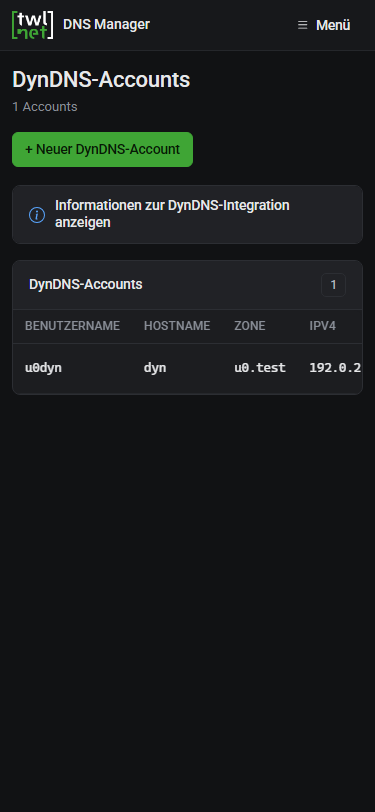 twl
net
DNS Manager
Menü
DynDNS-Accounts
1 Accounts
+ Neuer DynDNS-Account
Informationen zur DynDNS-Integration
anzeigen
DynDNS-Accounts
1
BENUTZERNAME HOSTNAME ZONE IPV4
u0dyn dyn u0.test 192.0.2